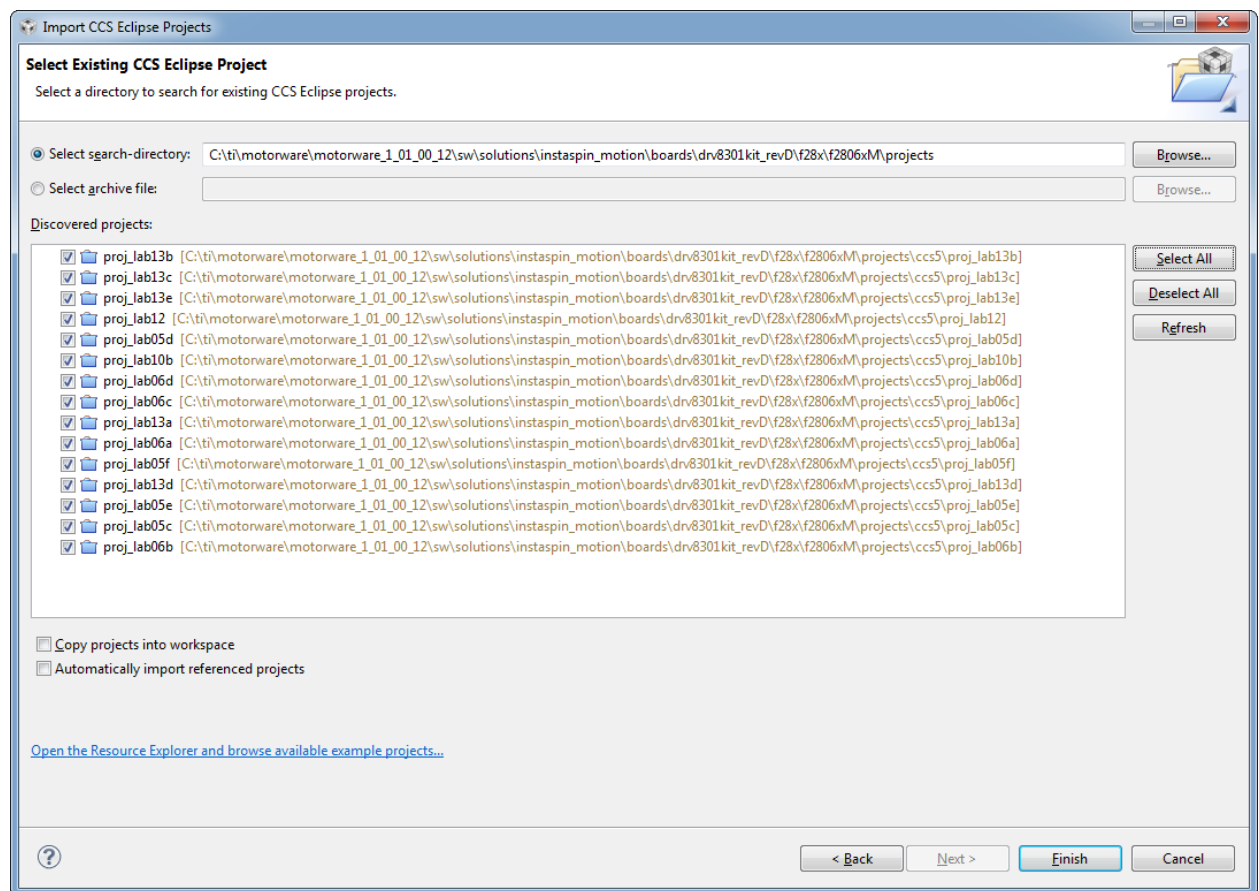 Import CCS Eclipse Projects
Select Existing CCS Eclipse Project
Select a directory to search for existing CCS Eclipse projects.
Select search-directory: C:\ti\motorware\motorware_1_01_00_12\sw\solutions\instaspin_motion\boards\drv8301kit_revD\f28x\f2806xM\projects Browse...
Select archive file: Browse...
Discovered projects:
proj_lab13b [C:\ti\motorware\motorware_1_01_00_12\sw\solutions\instaspin_motion\boards\drv8301kit_revD\f28x\f2806xM\projects\ccs5\proj_lab13b] Select All
proj_lab13c [C:\ti\motorware\motorware_1_01_00_12\sw\solutions\instaspin_motion\boards\drv8301kit_revD\f28x\f2806xM\projects\ccs5\proj_lab13c]
proj_lab13e [C:\ti\motorware\motorware_1_01_00_12\sw\solutions\instaspin_motion\boards\drv8301kit_revD\f28x\f2806xM\projects\ccs5\proj_lab13e] Deselect All
proj_lab12 [C:\ti\motorware\motorware_1_01_00_12\sw\solutions\instaspin_motion\boards\drv8301kit_revD\f28x\f2806xM\projects\ccs5\proj_lab12] Refresh
proj_lab05d [C:\ti\motorware\motorware_1_01_00_12\sw\solutions\instaspin_motion\boards\drv8301kit_revD\f28x\f2806xM\projects\ccs5\proj_lab05d]
proj_lab10b [C:\ti\motorware\motorware_1_01_00_12\sw\solutions\instaspin_motion\boards\drv8301kit_revD\f28x\f2806xM\projects\ccs5\proj_lab10b]
proj_lab06d [C:\ti\motorware\motorware_1_01_00_12\sw\solutions\instaspin_motion\boards\drv8301kit_revD\f28x\f2806xM\projects\ccs5\proj_lab06d]
proj_lab06c [C:\ti\motorware\motorware_1_01_00_12\sw\solutions\instaspin_motion\boards\drv8301kit_revD\f28x\f2806xM\projects\ccs5\proj_lab06c]
proj_lab13a [C:\ti\motorware\motorware_1_01_00_12\sw\solutions\instaspin_motion\boards\drv8301kit_revD\f28x\f2806xM\projects\ccs5\proj_lab13a]
proj_lab06a [C:\ti\motorware\motorware_1_01_00_12\sw\solutions\instaspin_motion\boards\drv8301kit_revD\f28x\f2806xM\projects\ccs5\proj_lab06a]
proj_lab05f [C:\ti\motorware\motorware_1_01_00_12\sw\solutions\instaspin_motion\boards\drv8301kit_revD\f28x\f2806xM\projects\ccs5\proj_lab05f]
proj_lab13d [C:\ti\motorware\motorware_1_01_00_12\sw\solutions\instaspin_motion\boards\drv8301kit_revD\f28x\f2806xM\projects\ccs5\proj_lab13d]
proj_lab05e [C:\ti\motorware\motorware_1_01_00_12\sw\solutions\instaspin_motion\boards\drv8301kit_revD\f28x\f2806xM\projects\ccs5\proj_lab05e]
proj_lab05c [C:\ti\motorware\motorware_1_01_00_12\sw\solutions\instaspin_motion\boards\drv8301kit_revD\f28x\f2806xM\projects\ccs5\proj_lab05c]
proj_lab06b [C:\ti\motorware\motorware_1_01_00_12\sw\solutions\instaspin_motion\boards\drv8301kit_revD\f28x\f2806xM\projects\ccs5\proj_lab06b]
Copy projects into workspace
Automatically import referenced projects
Open the Resource Explorer and browse available example projects...
? < Back Next > Finish Cancel